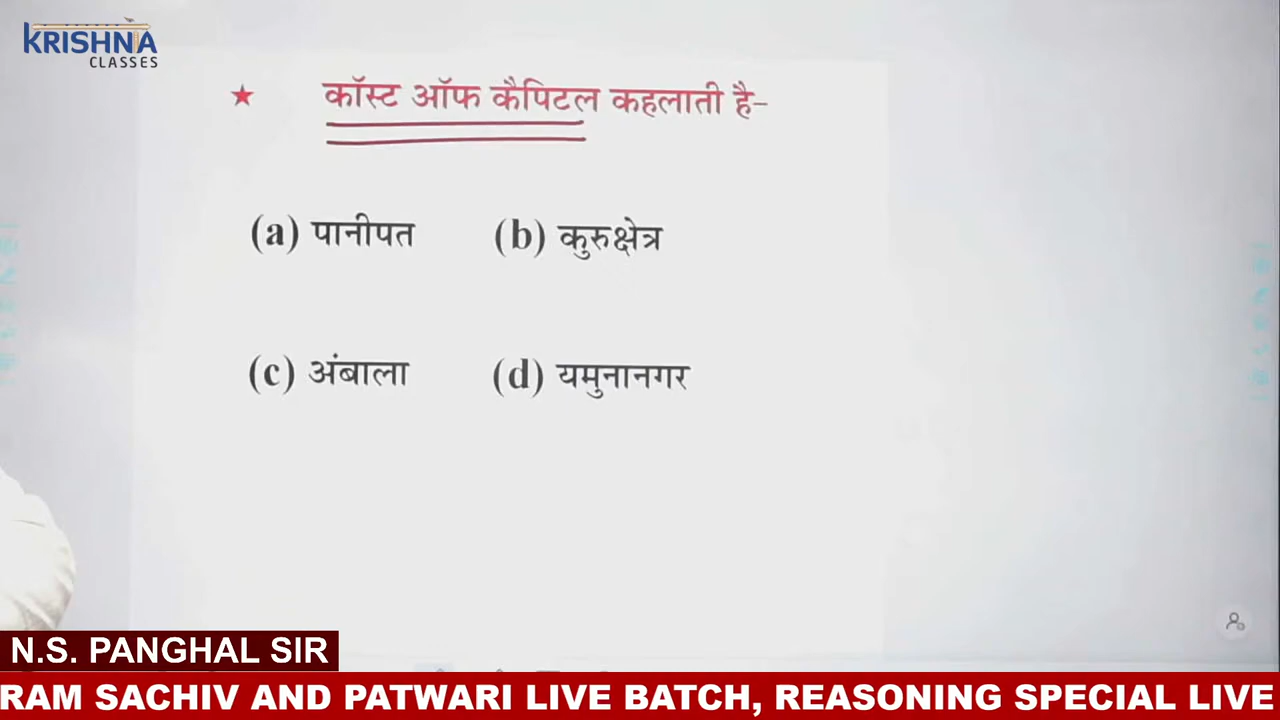 KRISHNA
CLASSES
★ कॉस्ट ऑफ कैपिटल कहलाती है-
(a) पानीपत (b) कुरुक्षेत्र
(c) अंबाला (d) यमुनानगर
N.S. PANGHAL SIR
RAM SACHIV AND PATWARI LIVE BATCH, REASONING SPECIAL LIVE